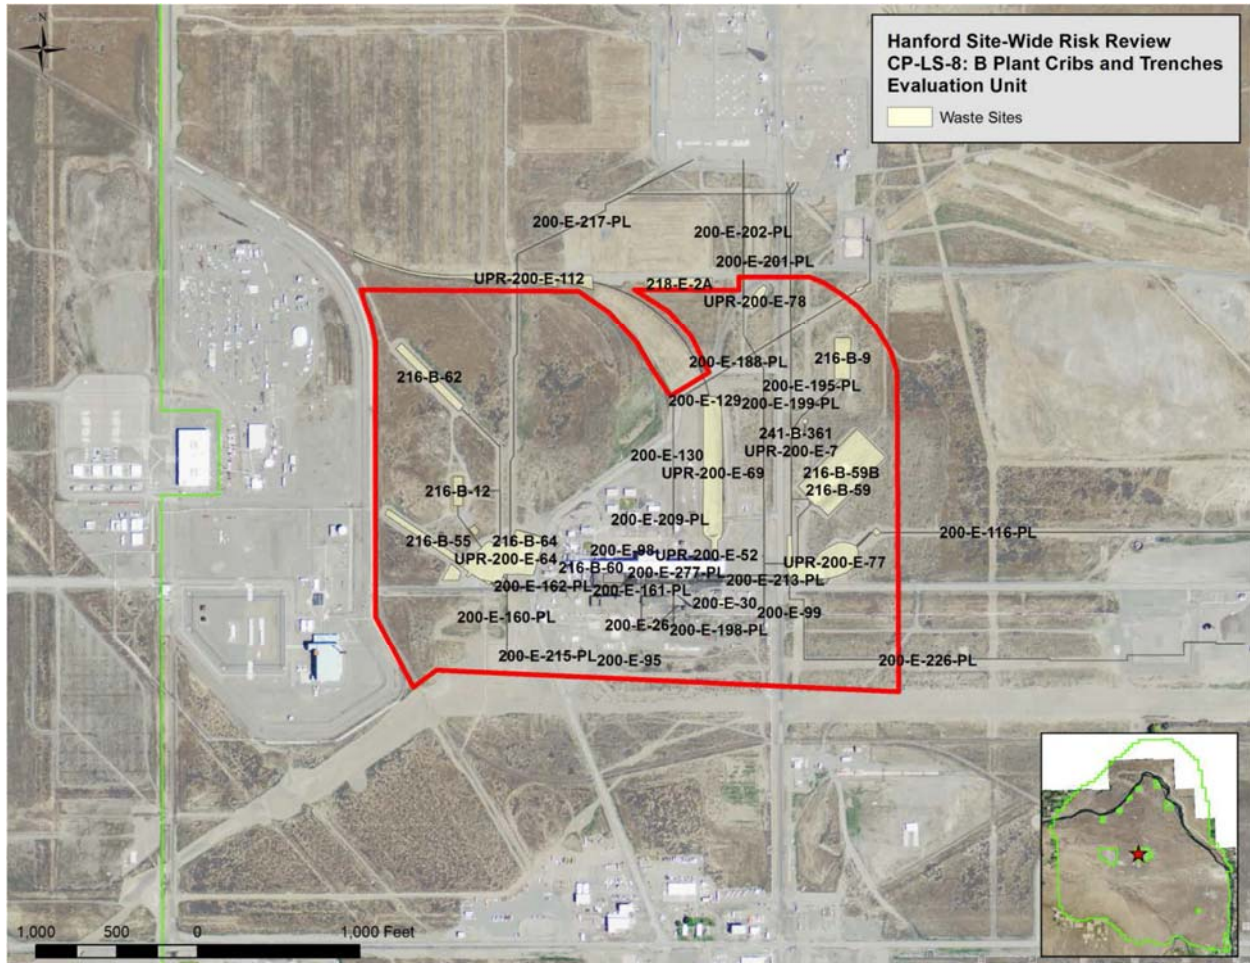 N
Hanford Site-Wide Risk Review
CP-LS-8: B Plant Cribs and Trenches
Evaluation Unit
Waste Sites
200-E-217-PL
200-E-202-PL
200-E-201-PL
UPR-200-E-112
218-E-2A
UPR-200-E-78
200-E-188-PL
216-B-9
216-B-62
200-E-195-PL
200-E-129
200-E-199-PL
241-B-361
200-E-130
UPR-200-E-7
UPR-200-E-69
216-B-59B
216-B-12
216-B-59
200-E-209-PL
200-E-116-PL
216-B-55
216-B-64
200-E-98
UPR-200-E-52
UPR-200-E-64
UPR-200-E-77
216-B-60
200-E-277-PL
200-E-213-PL
200-E-162-PL
200-E-161-PL
200-E-30
200-E-99
200-E-160-PL
200-E-26
200-E-198-PL
200-E-215-PL
200-E-95
200-E-226-PL
1,000 500 0 1,000 Feet